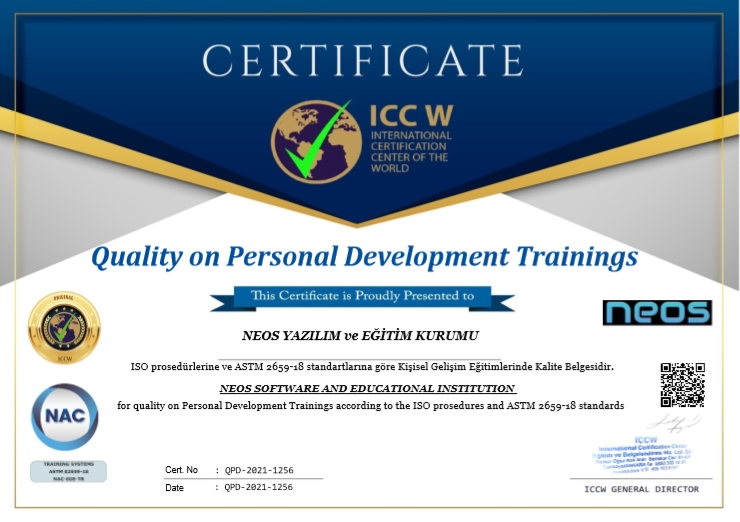 CERTIFICATE
ICC W
INTERNATIONAL
CERTIFICATION
CENTER OF THE
WORLD
Quality on Personal Development Trainings
This Certificate is Proudly Presented to
neos
ORIGINAL
ICCW
NEOS YAZILIM ve EĞİTİM KURUMU
ISO prosedürlerine ve ASTM 2659-18 standartlarına göre Kişisel Gelişim Eğitimlerinde Kalite Belgesidir.
NEOS SOFTWARE AND EDUCATIONAL INSTITUTION
for quality on Personal Development Trainings according to the ISO prosedures and ASTM 2659-18 standards
NAC
TRAINING SYSTEMS
ASTM E2659-18
NAC 008-TR
ICCW
International Certification Center
Eğitim ve Belgelendirme Hiz. Ltd. Şti.
Cert. No : QPD-2021-1256
Date : QPD-2021-1256
ICCW GENERAL DIRECTOR